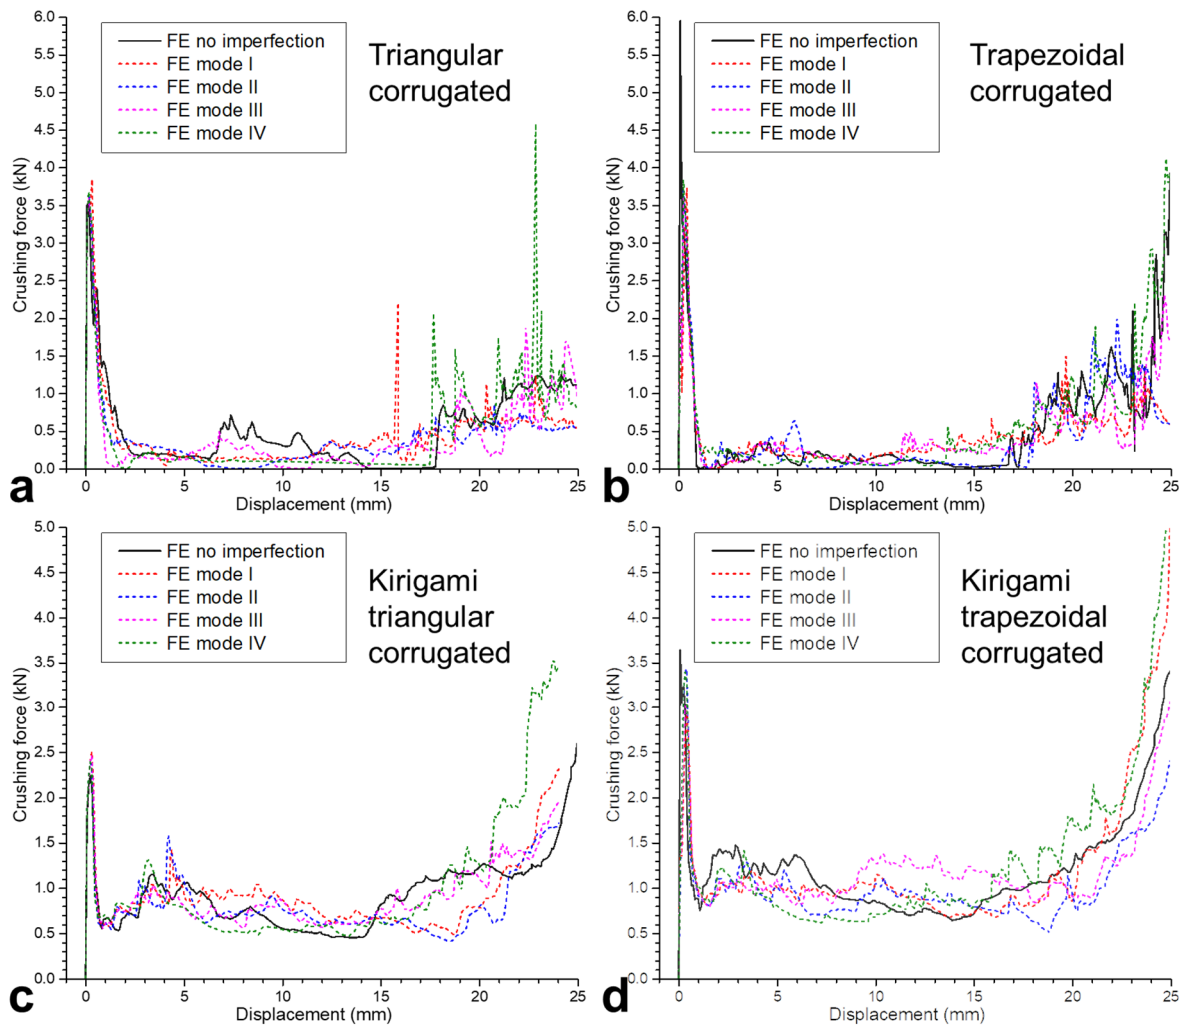 6.0
5.5
5.0
4.5
4.0
3.5
3.0
2.5
2.0
1.5
1.0
0.5
0.0
Crushing force (kN)
FE no imperfection
FE mode I
FE mode II
FE mode III
FE mode IV
Triangular
corrugated
0 5 10 15 20 25
Displacement (mm)
a
6.0
5.5
5.0
4.5
4.0
3.5
3.0
2.5
2.0
1.5
1.0
0.5
0.0
Crushing force (kN)
FE no imperfection
FE mode I
FE mode II
FE mode III
FE mode IV
Trapezoidal
corrugated
0 5 10 15 20 25
Displacement (mm)
b
5.0
4.5
4.0
3.5
3.0
2.5
2.0
1.5
1.0
0.5
0.0
Crushing force (kN)
FE no imperfection
FE mode I
FE mode II
FE mode III
FE mode IV
Kirigami
triangular
corrugated
0 5 10 15 20 25
Displacement (mm)
c
5.0
4.5
4.0
3.5
3.0
2.5
2.0
1.5
1.0
0.5
0.0
Crushing force (kN)
FE no imperfection
FE mode I
FE mode II
FE mode III
FE mode IV
Kirigami
trapezoidal
corrugated
0 5 10 15 20 25
Displacement (mm)
d